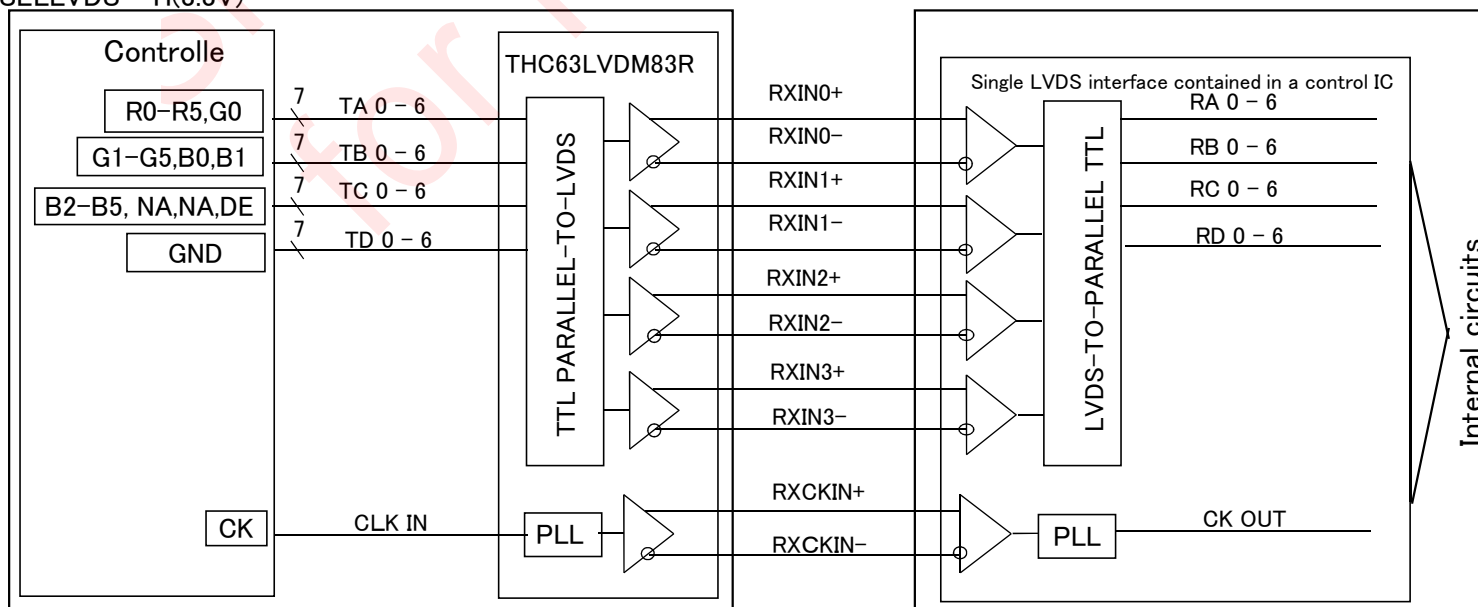 SELLVDS = H(3.3V)
Controlle
THC63LVDM83R
Single LVDS interface contained in a control IC
R0-R5,G0
7
TA 0 - 6
RXIN0+
RA 0 - 6
G1-G5,B0,B1
7
TB 0 - 6
RXIN0-
RB 0 - 6
B2-B5, NA,NA,DE
7
TC 0 - 6
RXIN1+
RC 0 - 6
GND
7
TD 0 - 6
RXIN1-
RD 0 - 6
TTL PARALLEL-TO-LVDS
LVDS-TO-PARALLEL TTL
Internal circuits
RXIN2+
RXIN2-
RXIN3+
RXIN3-
CK
CLK IN
PLL
RXCKIN+
RXCKIN-
PLL
CK OUT
for